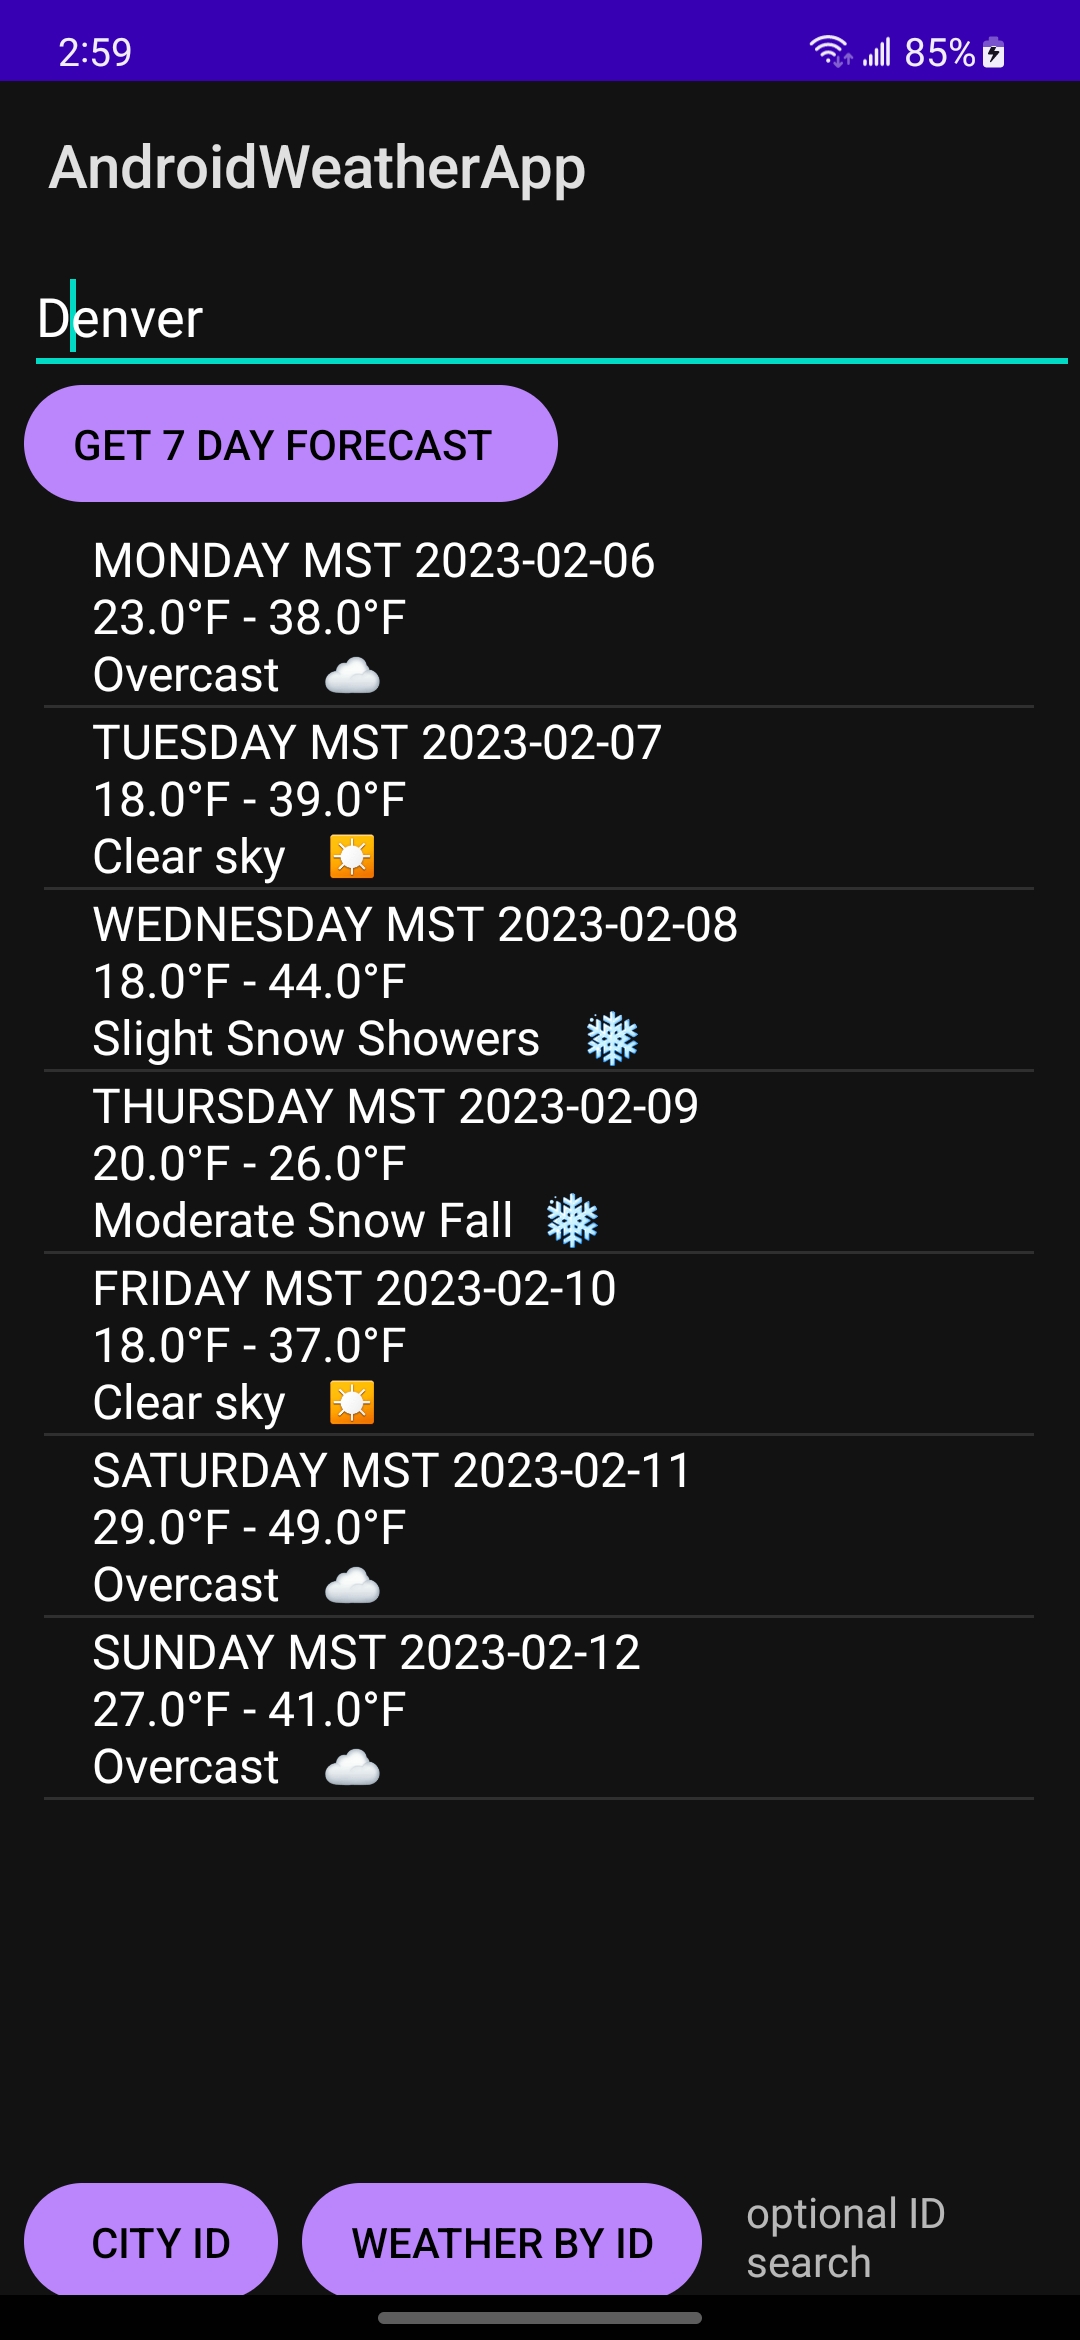 2:59 85%
AndroidWeatherApp
Denver
GET 7 DAY FORECAST
MONDAY MST 2023-02-06
23.0°F - 38.0°F
Overcast ☁️
TUESDAY MST 2023-02-07
18.0°F - 39.0°F
Clear sky ☀️
WEDNESDAY MST 2023-02-08
18.0°F - 44.0°F
Slight Snow Showers ❄️
THURSDAY MST 2023-02-09
20.0°F - 26.0°F
Moderate Snow Fall ❄️
FRIDAY MST 2023-02-10
18.0°F - 37.0°F
Clear sky ☀️
SATURDAY MST 2023-02-11
29.0°F - 49.0°F
Overcast ☁️
SUNDAY MST 2023-02-12
27.0°F - 41.0°F
Overcast ☁️
CITY ID
WEATHER BY ID
optional ID
search